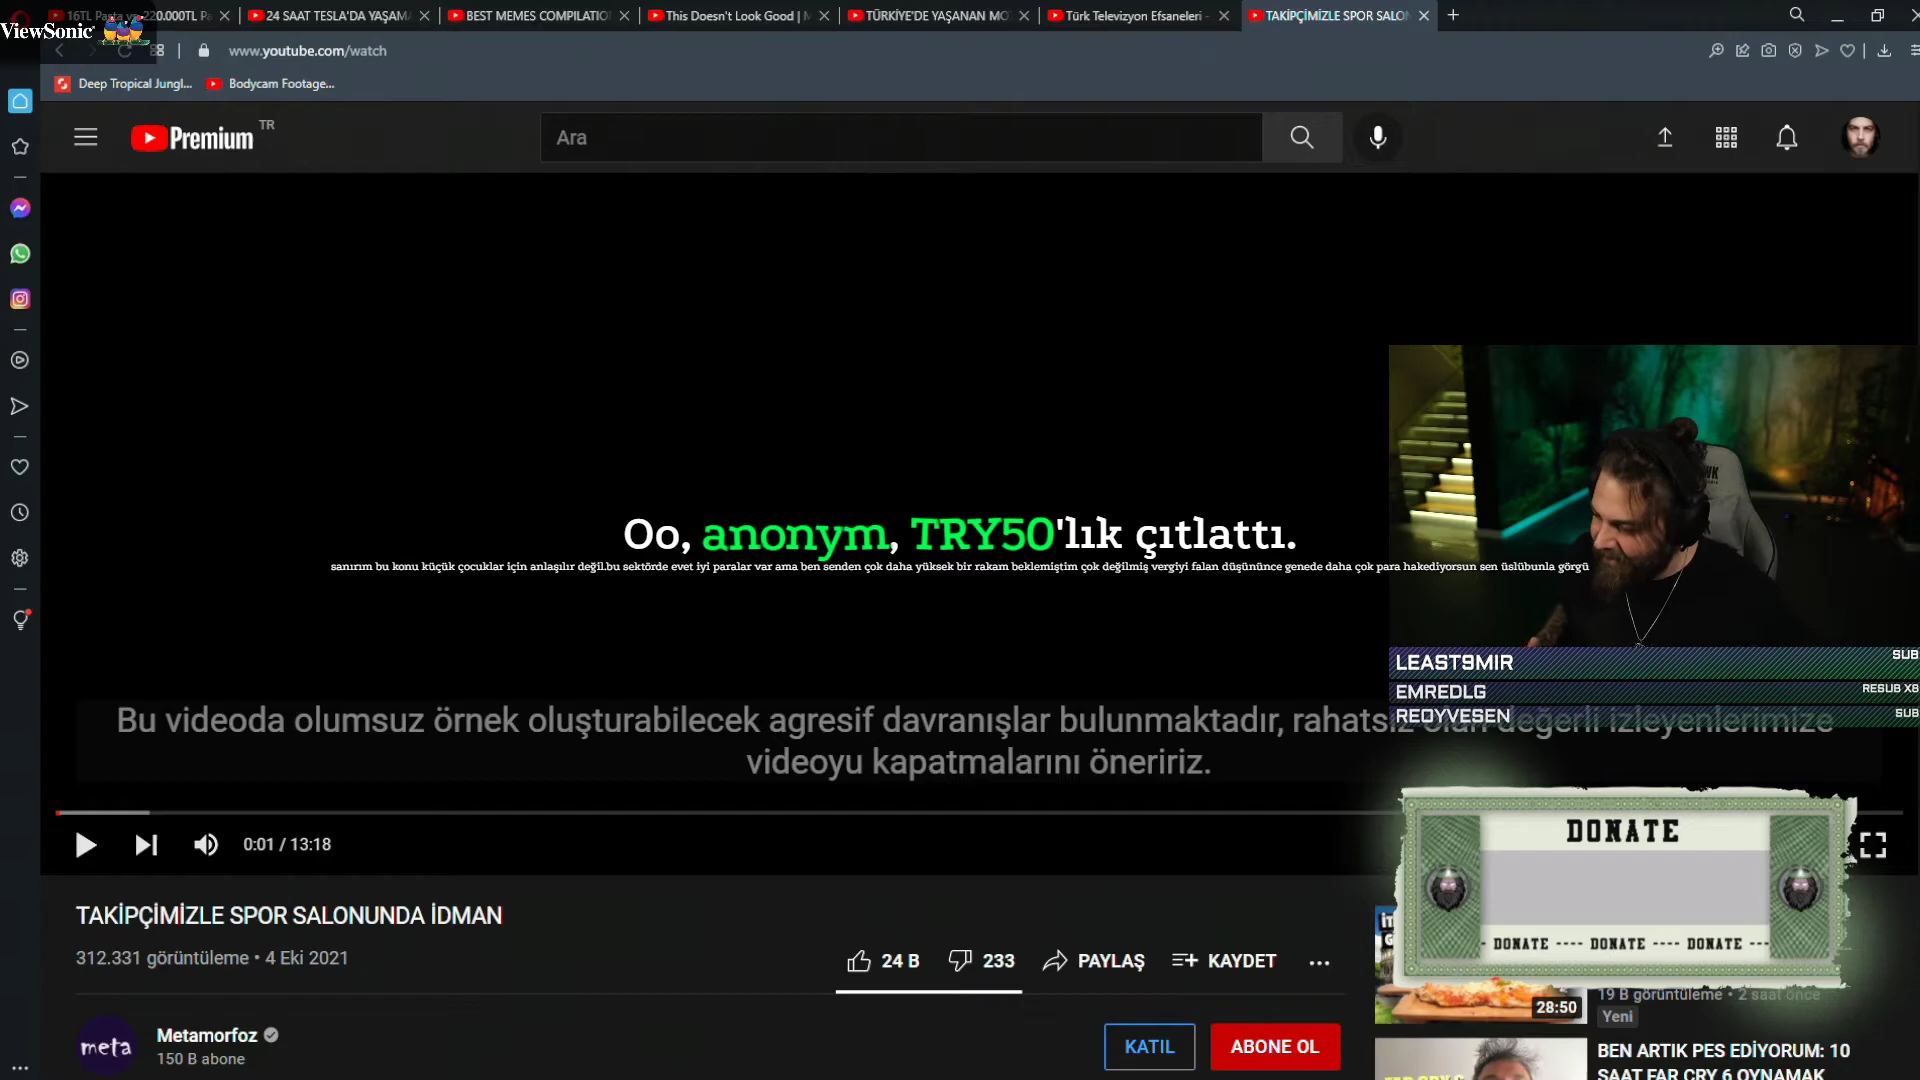 ViewSonic
16TL Pasta vs 220.000TL Pa
24 SAAT TESLA'DA YAŞAMA
BEST MEMES COMPILATIO
This Doesn't Look Good | M
TÜRKİYE'DE YAŞANAN MO
Türk Televizyon Efsaneleri -
TAKİPÇİMİZLE SPOR SALON
www.youtube.com/watch
Deep Tropical Jungl...
Bodycam Footage...
Premium TR
Ara
Oo, anonym, TRY50'lık çıtlattı.
sanırım bu konu küçük çocuklar için anlaşılır değil.bu sektörde evet iyi paralar var ama ben senden çok daha yüksek bir rakam beklemiştim çok değilmiş vergiyi falan düşününce genede daha çok para hakediyorsun sen üslübunla görgü
LEAST9MIR SUB
EMREDLG RESUB X8
REOYVESEN SUB
Bu videoda olumsuz örnek oluşturabilecek agresif davranışlar bulunmaktadır, rahatsız olan değerli izleyenlerimize
videoyu kapatmalarını öneririz.
0:01 / 13:18
DONATE
- DONATE ---- DONATE ---- DONATE ---
TAKİPÇİMİZLE SPOR SALONUNDA İDMAN
312.331 görüntüleme • 4 Eki 2021
24 B
233
PAYLAŞ
KAYDET
Metamorfoz
150 B abone
meta
KATIL
ABONE OL
28:50
19 B görüntüleme • 2 saat önce
Yeni
BEN ARTIK PES EDİYORUM: 10
SAAT FAR CRY 6 OYNAMAK